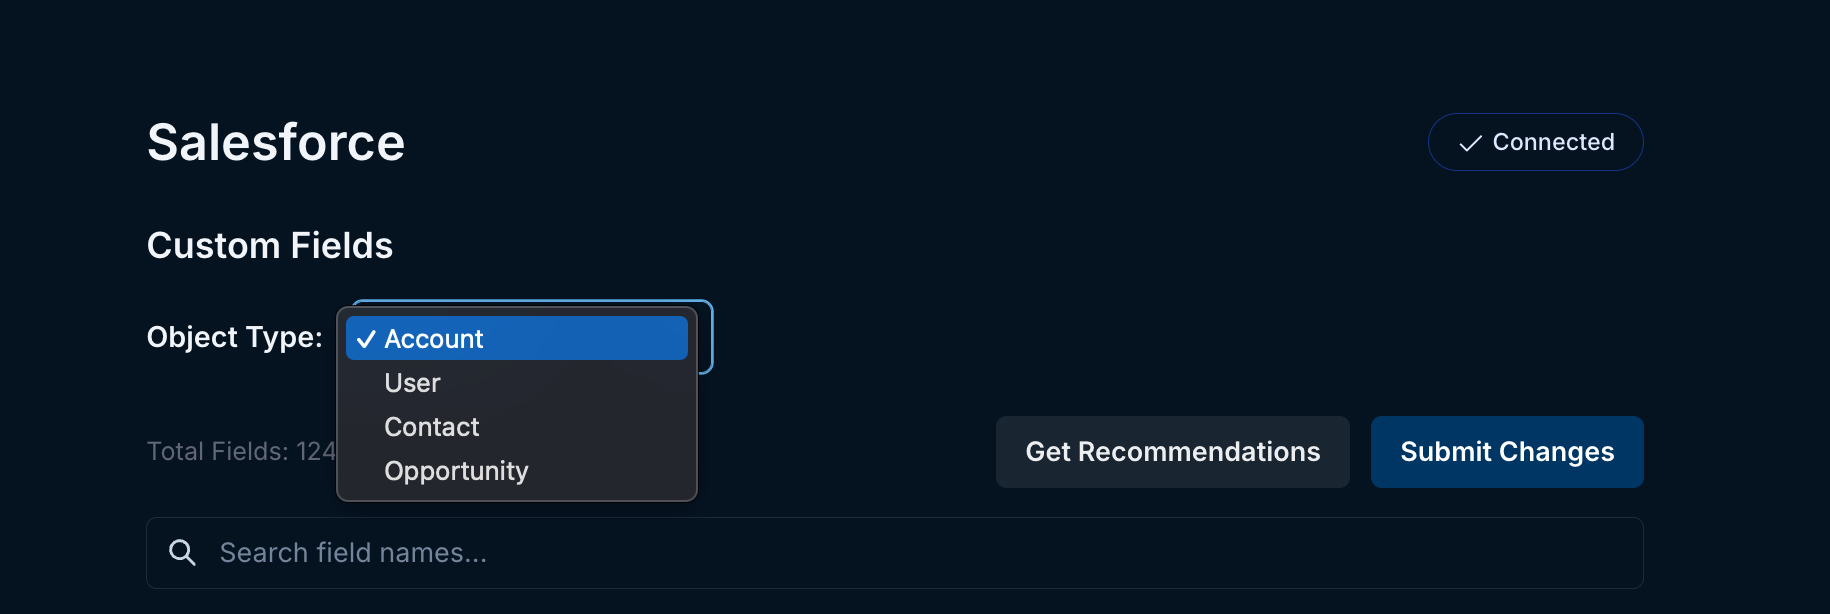 Salesforce
Connected
Custom Fields
Object Type:
Account
User
Contact
Opportunity
Total Fields: 124
Get Recommendations
Submit Changes
Search field names...